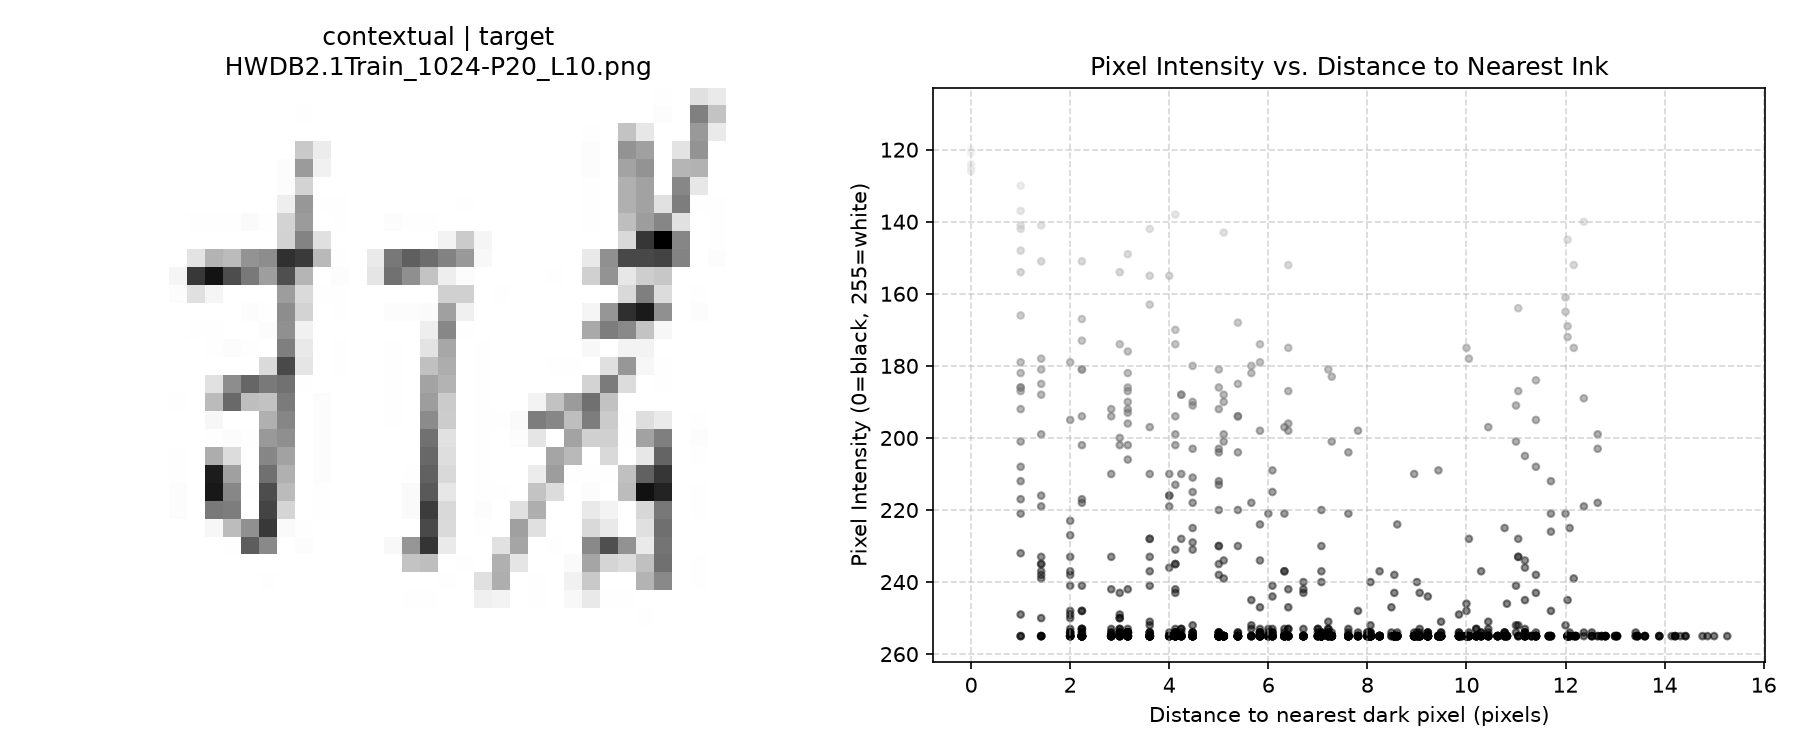 contextual | target
HWDB2.1Train_1024-P20_L10.png
Pixel Intensity vs. Distance to Nearest Ink
Pixel Intensity (0=black, 255=white)
120
140
160
180
200
220
240
260
0 2 4 6 8 10 12 14 16
Distance to nearest dark pixel (pixels)